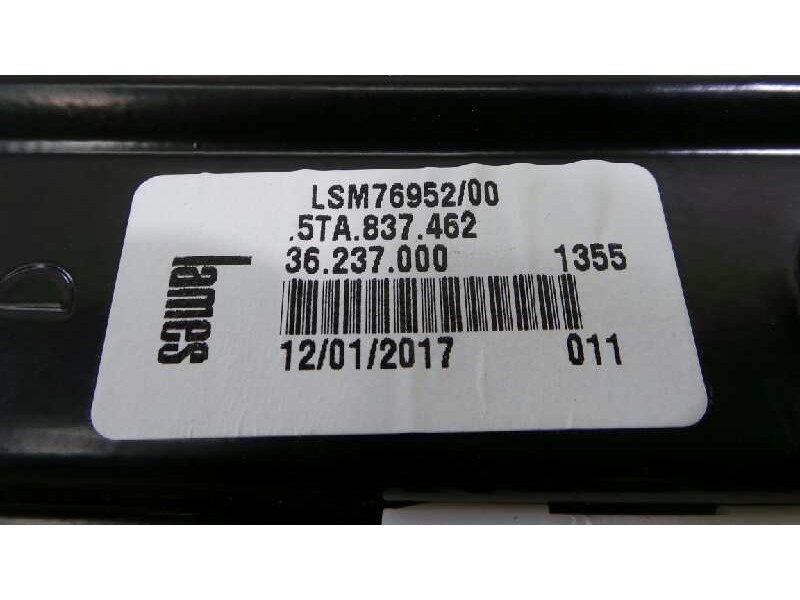 LSM76952/00
.5TA.837.462
36.237.000 1355
lames
12/01/2017 011